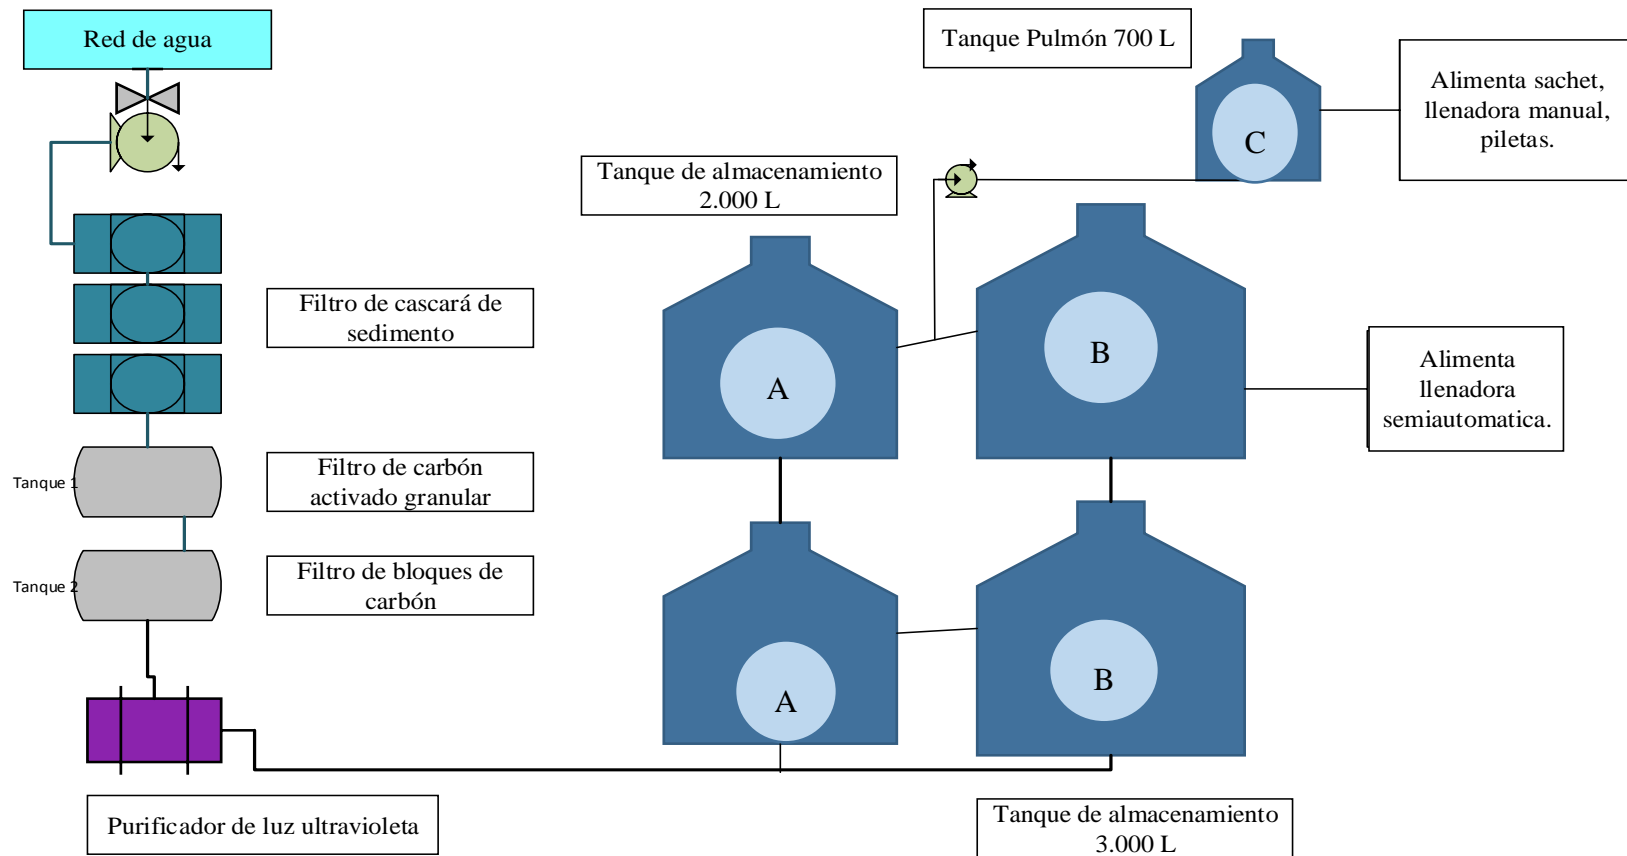 Red de agua
Tanque Pulmón 700 L
Alimenta sachet,
llenadora manual,
piletas.
C
Tanque de almacenamiento
2.000 L
Filtro de cascará de
sedimento
A
B
Alimenta
llenadora
semiautomatica.
Tanque 1
Filtro de carbón
activado granular
Tanque 2
Filtro de bloques de
carbón
A
B
Purificador de luz ultravioleta
Tanque de almacenamiento
3.000 L